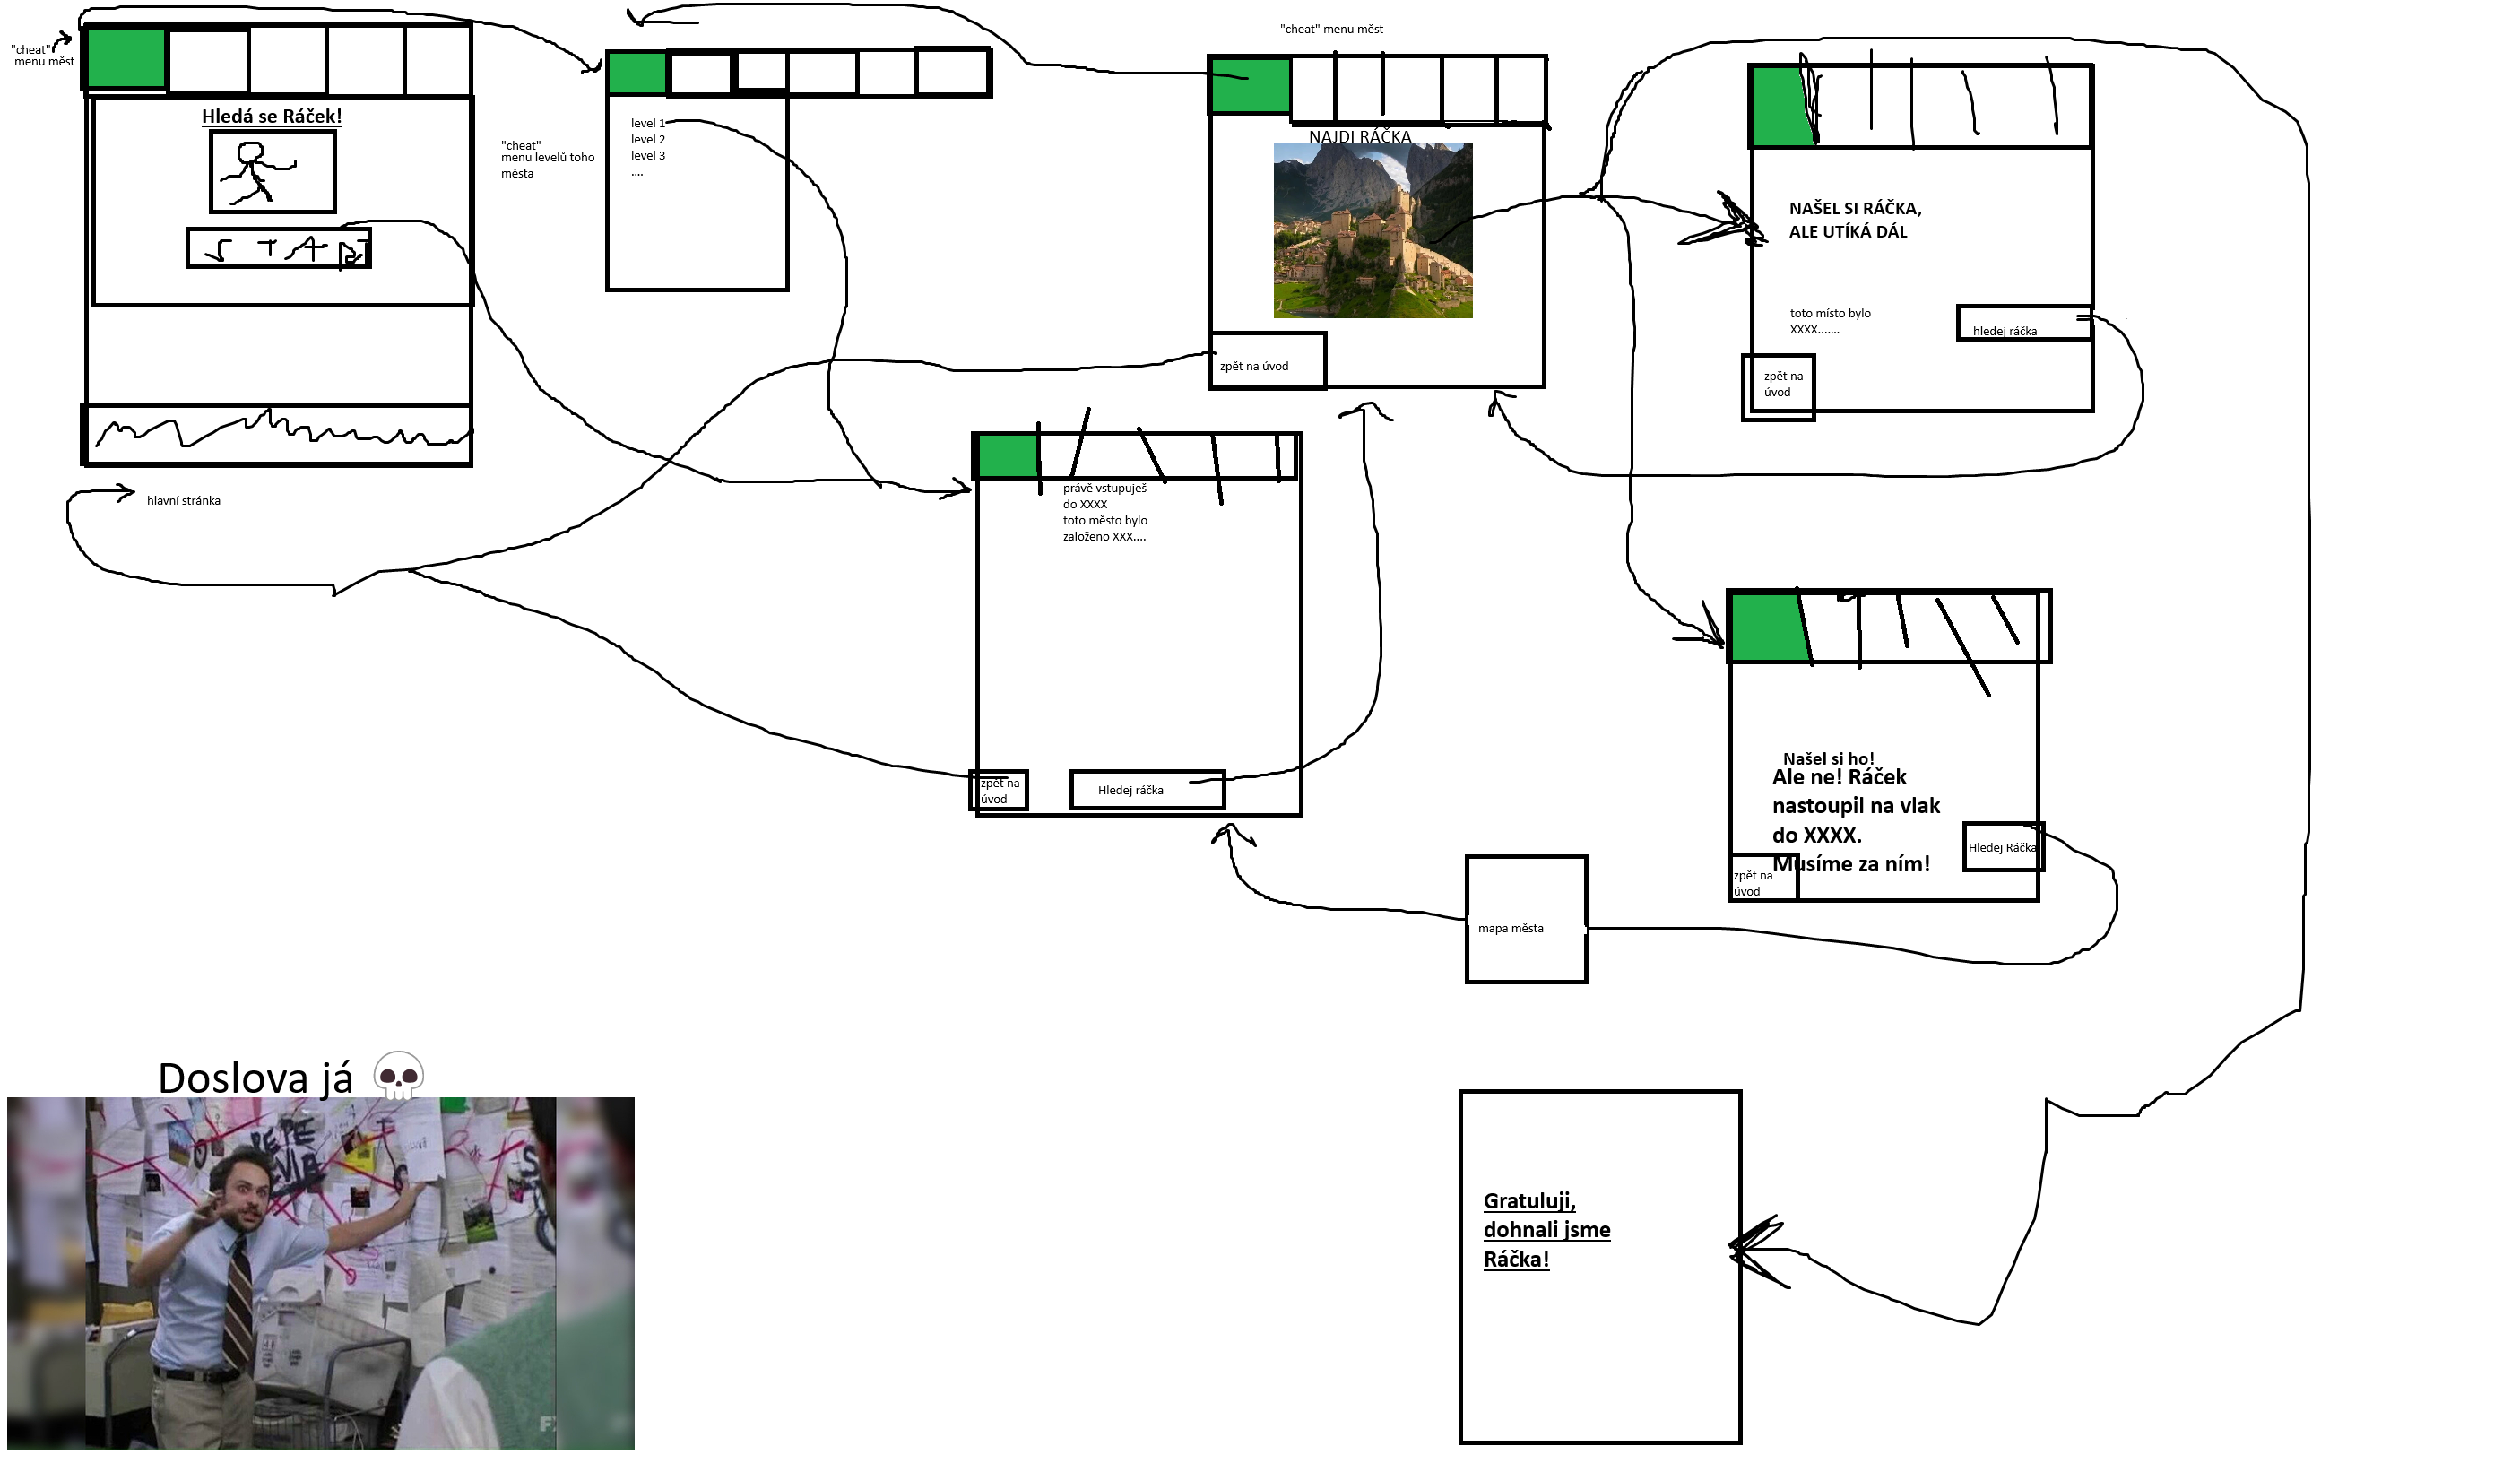 "cheat"
menu měst
Hledá se Ráček!
START
hlavní stránka
"cheat"
menu levelů toho
města
level 1
level 2
level 3
....
"cheat" menu měst
NAJDI RÁČKA
zpět na úvod
NAŠEL SI RÁČKA,
ALE UTÍKÁ DÁL
toto místo bylo
XXXX.......
hledej ráčka
zpět na
úvod
právě vstupuješ
do XXXX
toto město bylo
založeno XXX....
zpět na
úvod
Hledej ráčka
Našel si ho!
Ale ne! Ráček
nastoupil na vlak
do XXXX.
Musíme za ním!
Hledej Ráčka
zpět na
úvod
mapa města
Gratuluji,
dohnali jsme
Ráčka!
Doslova já 💀
PEPE
SILVIA